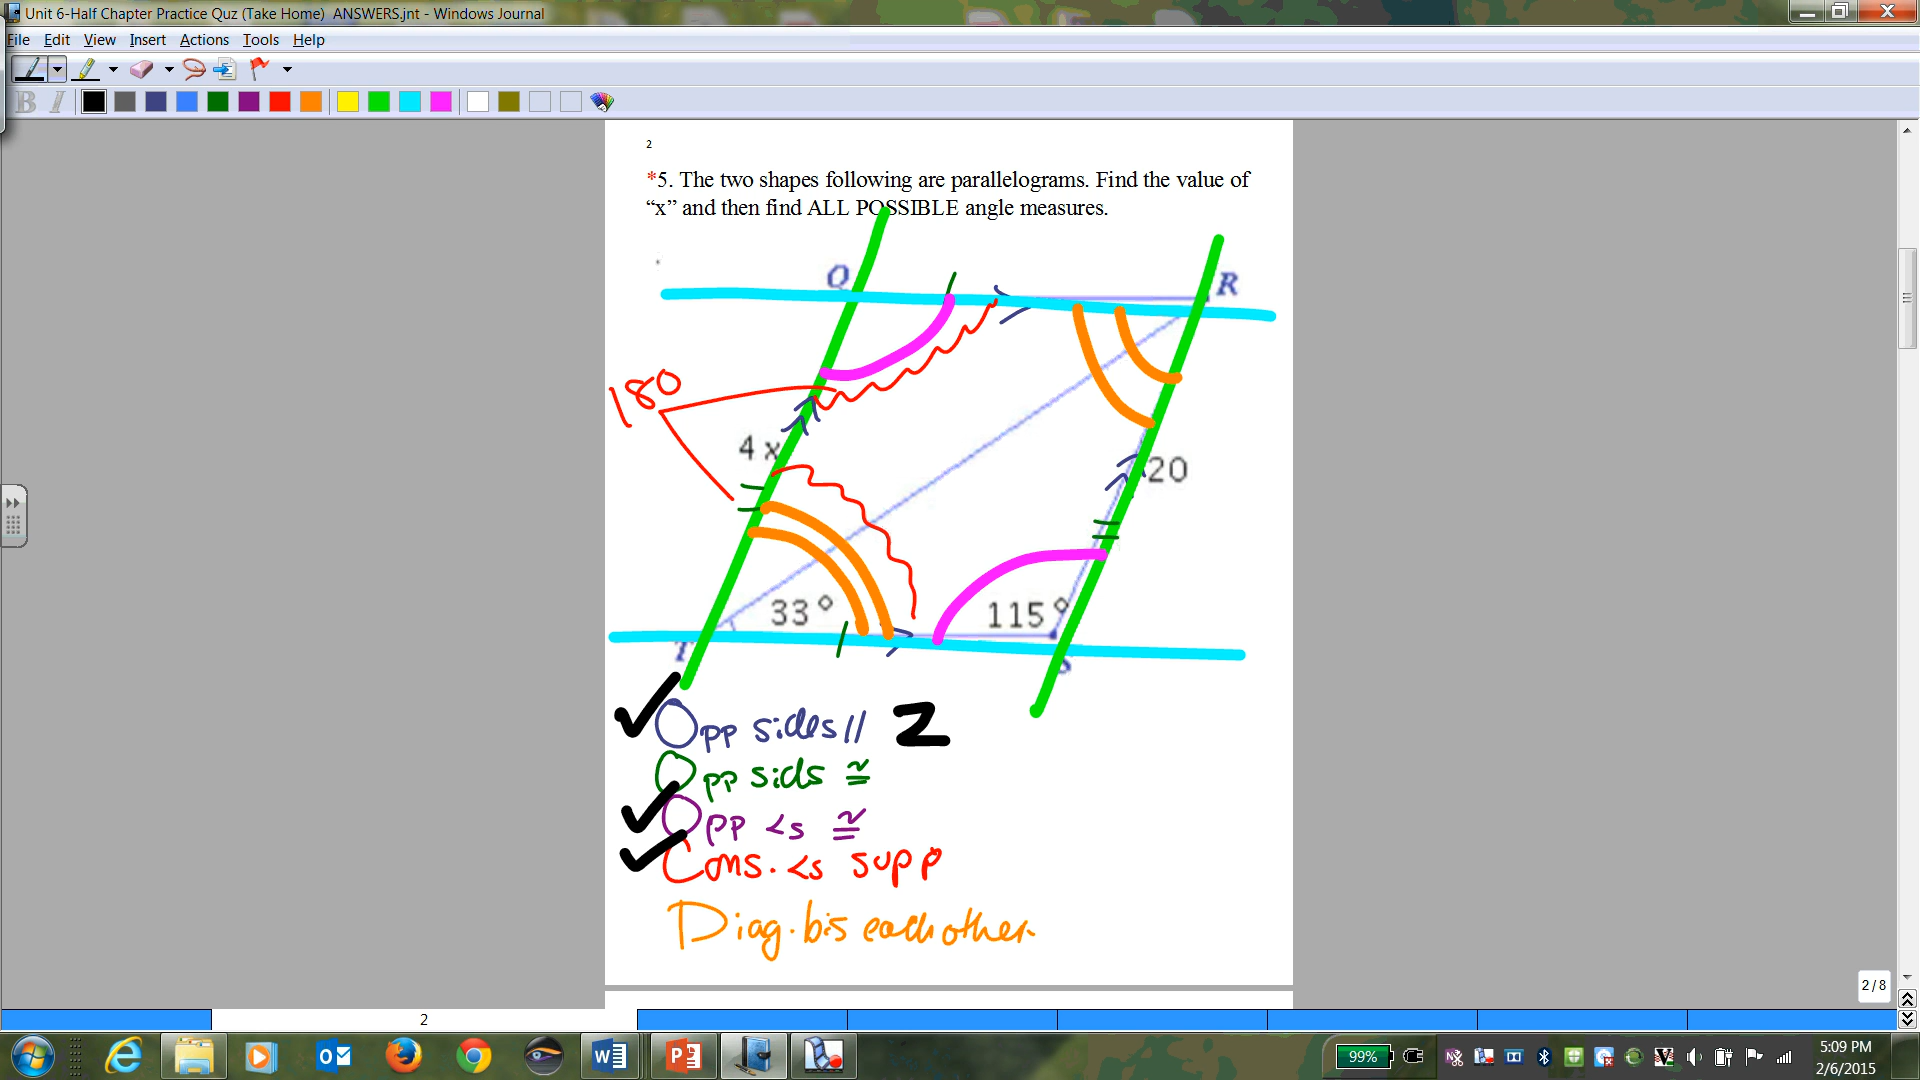 Unit 6-Half Chapter Practice Quz (Take Home)  ANSWERS.jnt - Windows Journal
File Edit View Insert Actions Tools Help
B I
2
*5. The two shapes following are parallelograms. Find the value of
“x” and then find ALL POSSIBLE angle measures.
Q
R
180
4 x
20
33°
115°
T
S
Opp sides // Z
Opp sids ≅
Opp <s ≅
Cons. <s supp
Diag. bis each other
2 / 8
2
99%
5:09 PM
2/6/2015